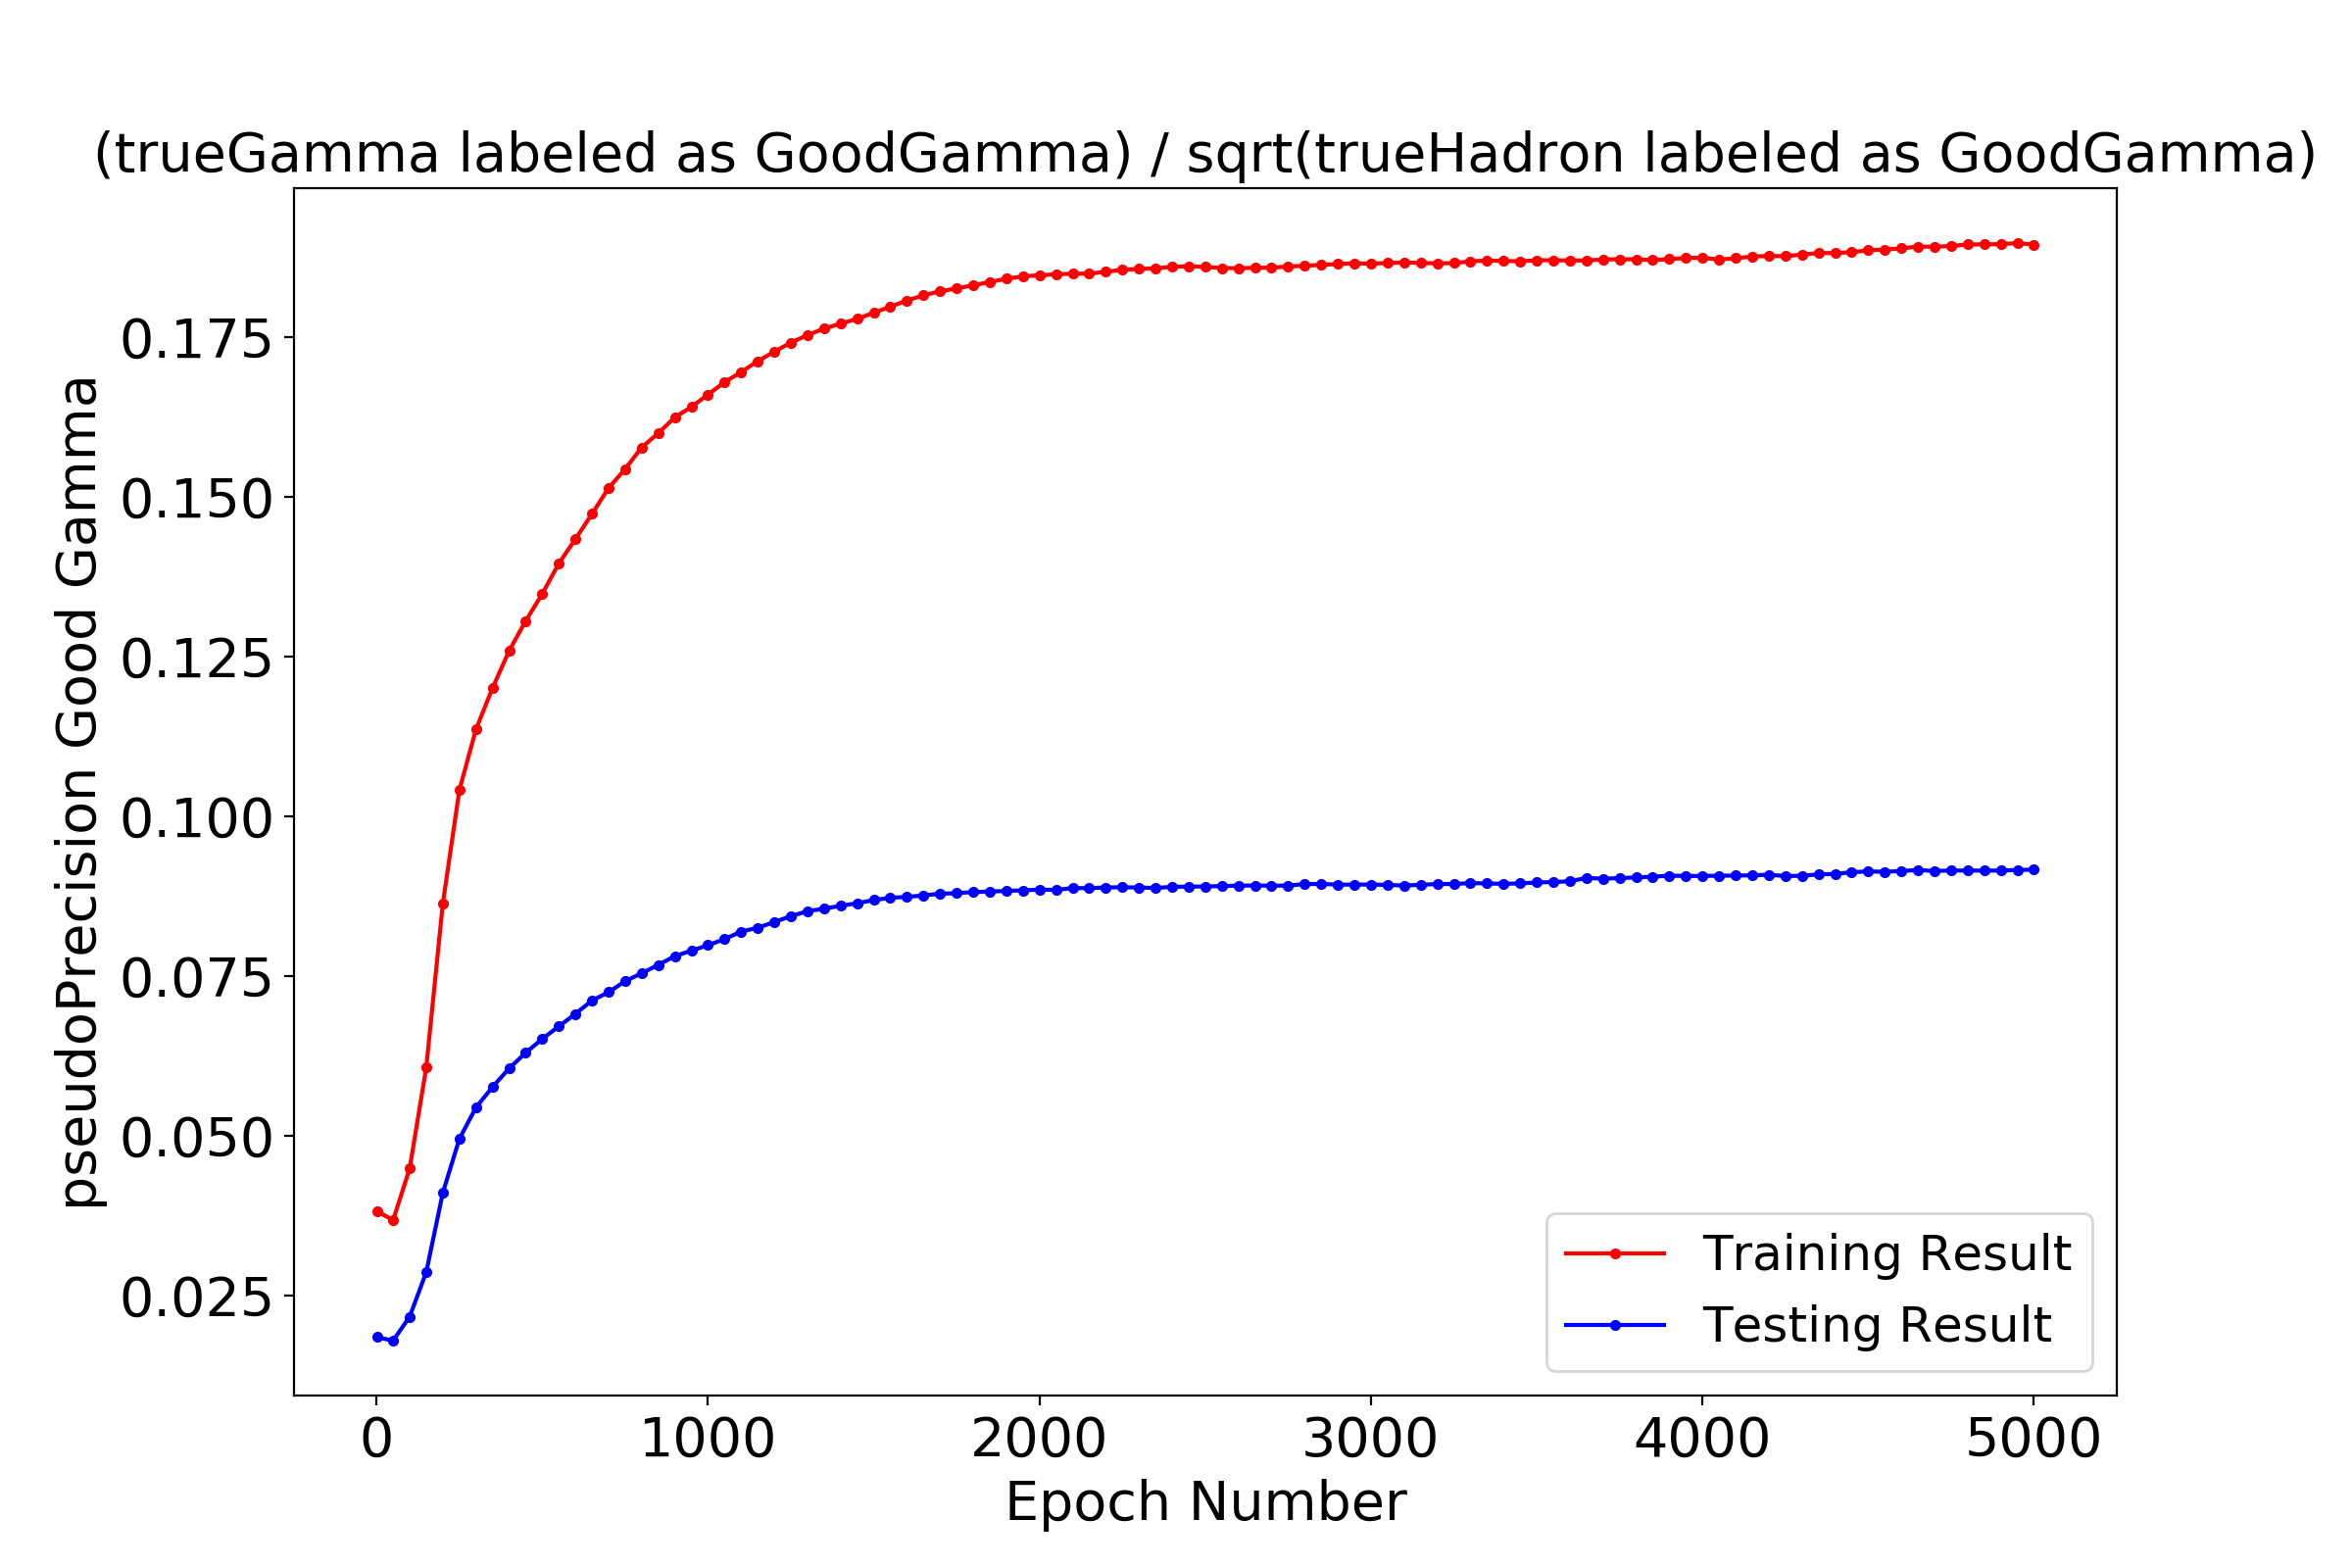 (trueGamma labeled as GoodGamma) / sqrt(trueHadron labeled as GoodGamma)
pseudoPrecision Good Gamma
0.175
0.150
0.125
0.100
0.075
0.050
0.025
Training Result
Testing Result
0 1000 2000 3000 4000 5000
Epoch Number